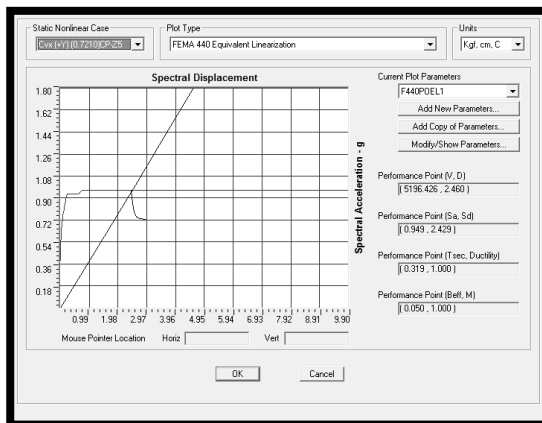 Static Nonlinear Case
Cvx (+Y) (0.7210)CP-Z5
Plot Type
FEMA 440 Equivalent Linearization
Units
Kgf, cm, C
Spectral Displacement
1.80
1.62
1.44
1.26
1.08
0.90
0.72
0.54
0.36
0.18
0.99 1.98 2.97 3.96 4.95 5.94 6.93 7.92 8.91 9.90
Spectral Acceleration - g
Mouse Pointer Location Horiz Vert
Current Plot Parameters
F440POEL1
Add New Parameters...
Add Copy of Parameters...
Modify/Show Parameters...
Performance Point (V, D)
( 5196.426 , 2.460 )
Performance Point (Sa, Sd)
( 0.949 , 2.429 )
Performance Point (Tsec, Ductility)
( 0.319 , 1.000 )
Performance Point (Beff, M)
( 0.050 , 1.000 )
OK Cancel